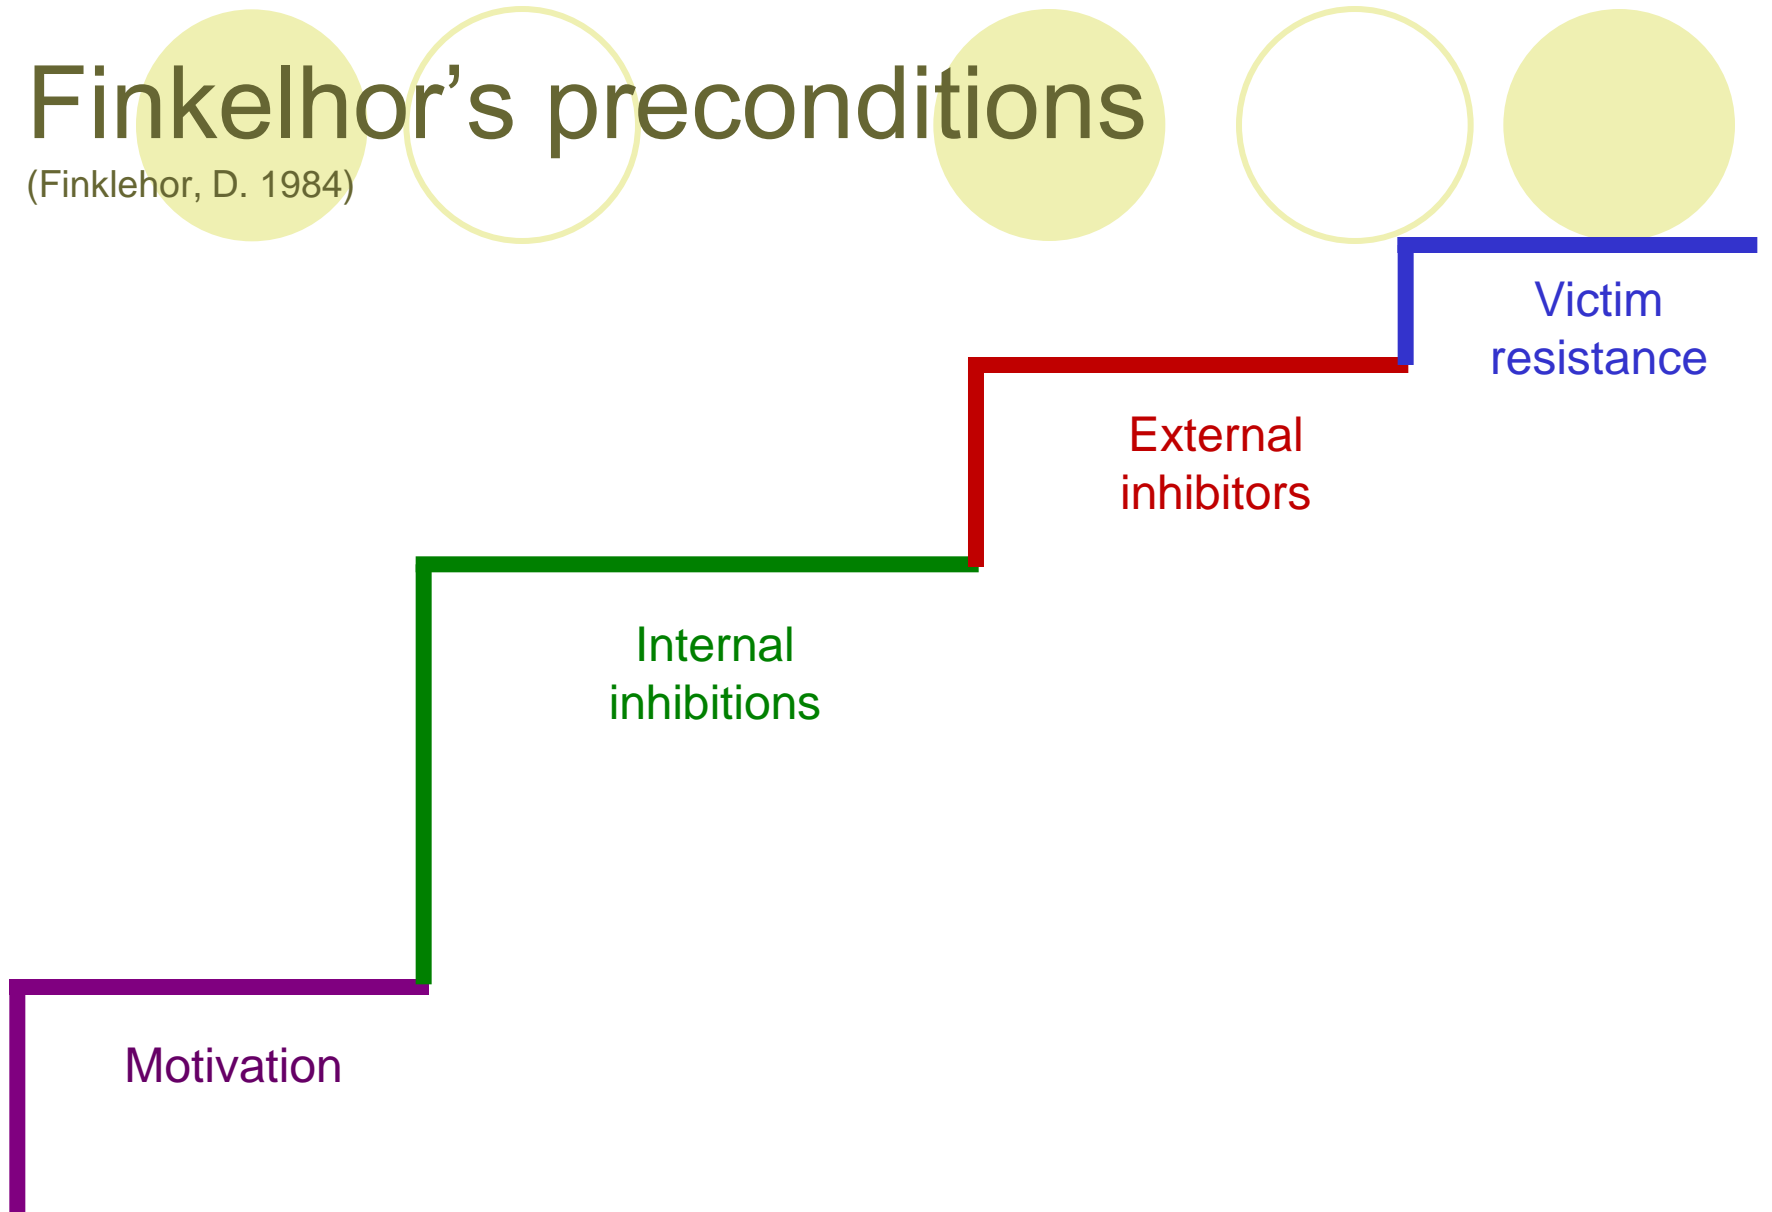 Finkelhor’s preconditions
(Finklehor, D. 1984)
Victim
resistance
External
inhibitors
Internal
inhibitions
Motivation